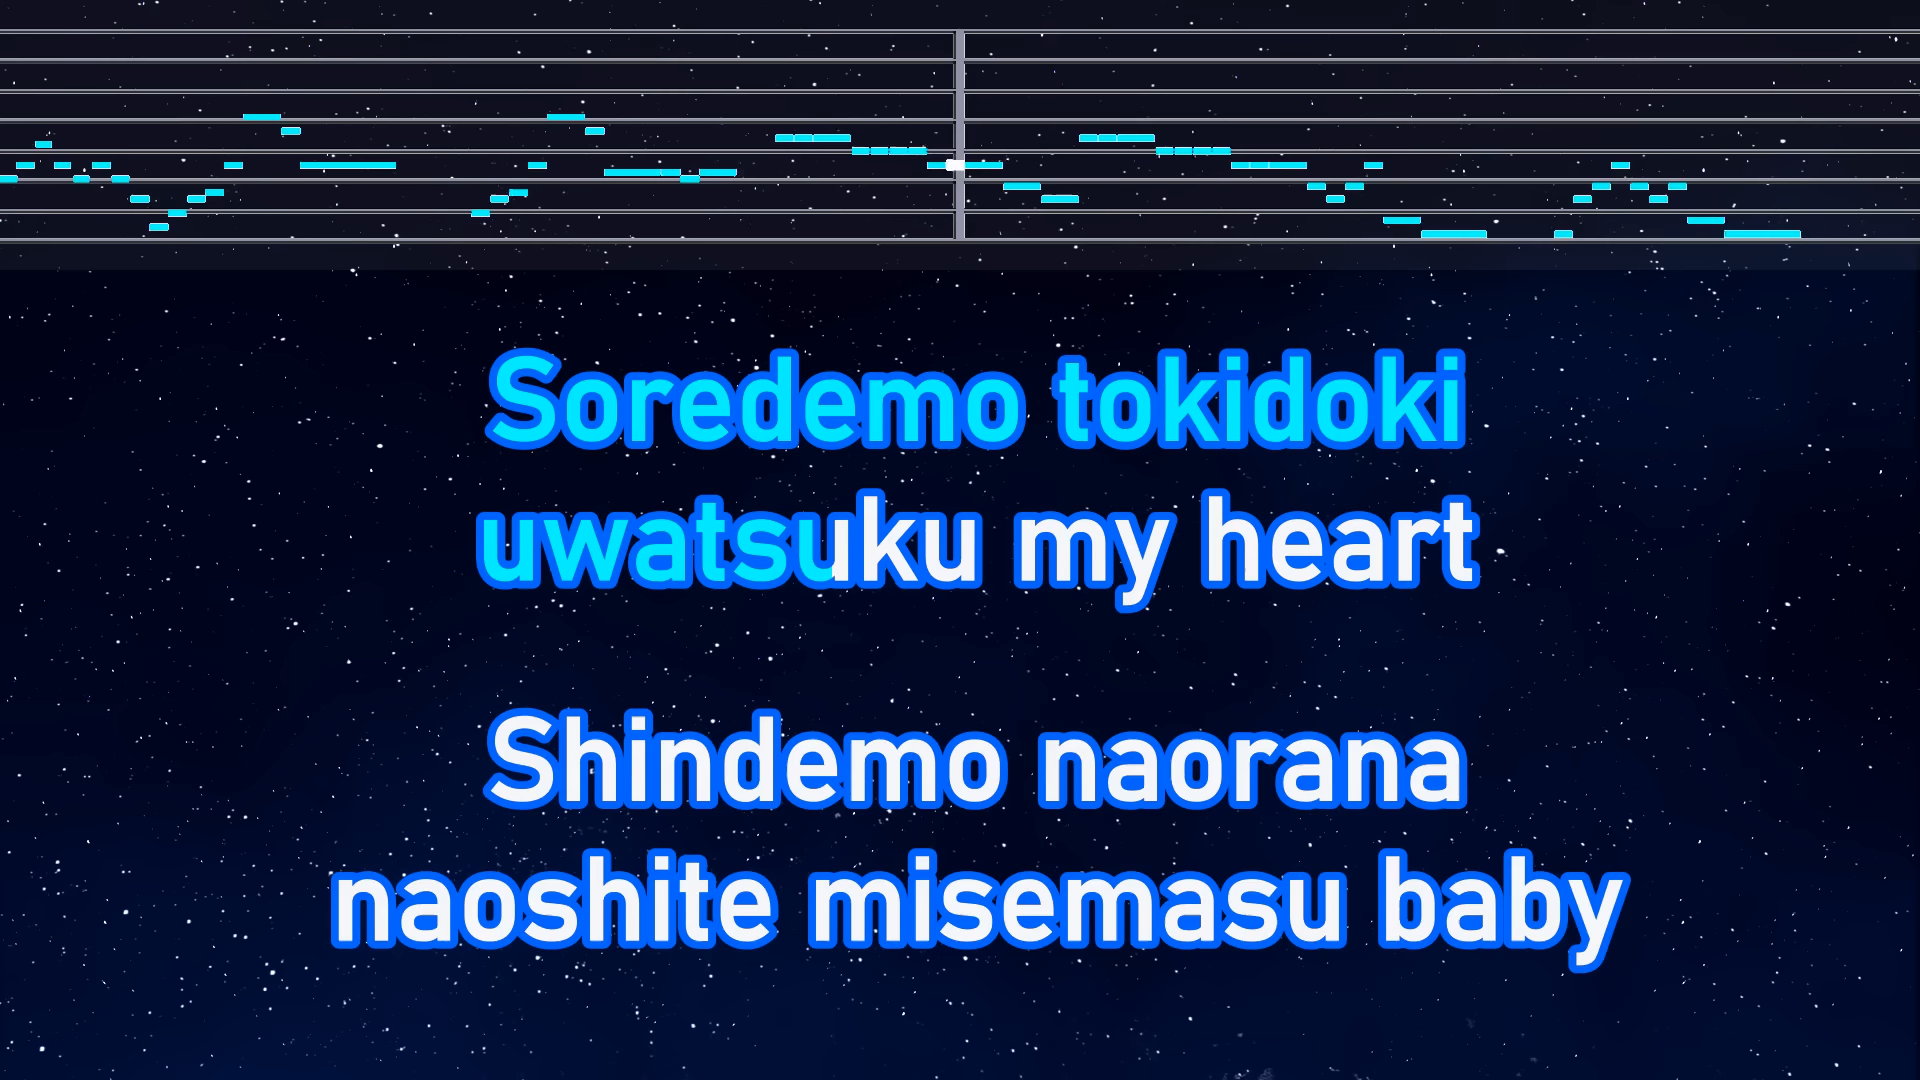 Soredemo tokidoki
uwatsuku my heart
Shindemo naorana
naoshite misemasu baby